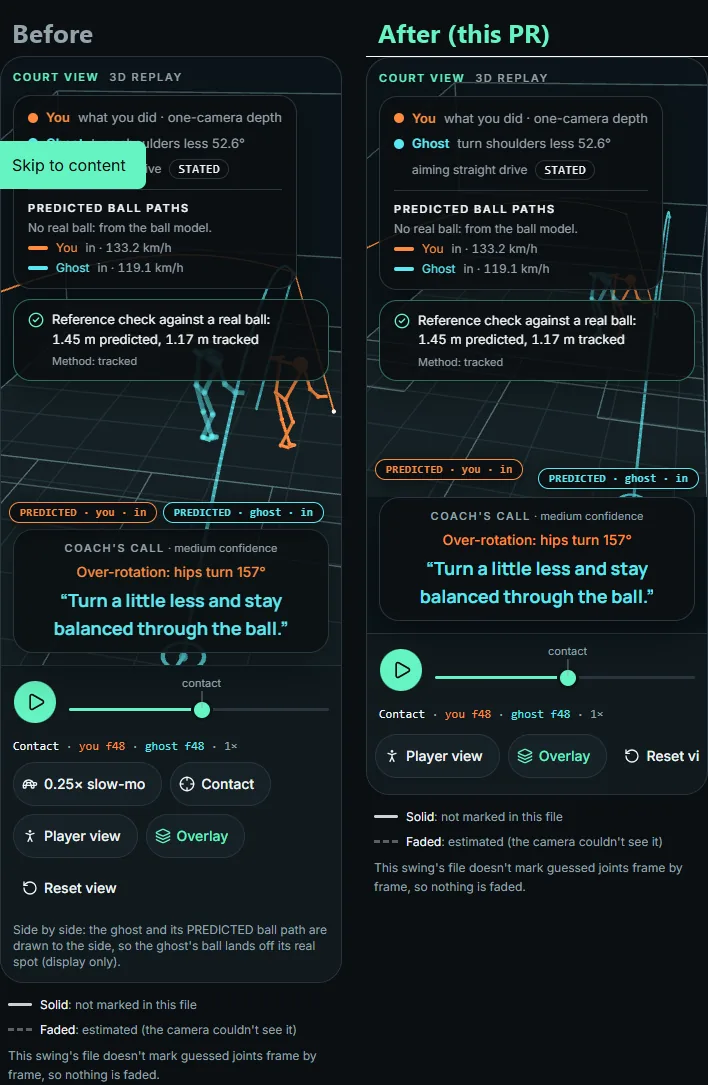 Before
COURT VIEW 3D REPLAY
You what you did · one-camera depth
turn shoulders less 52.6°
Skip to content
STATED
PREDICTED BALL PATHS
No real ball: from the ball model.
You in · 133.2 km/h
Ghost in · 119.1 km/h
Reference check against a real ball:
1.45 m predicted, 1.17 m tracked
Method: tracked
PREDICTED · you · in
PREDICTED · ghost · in
COACH'S CALL · medium confidence
Over-rotation: hips turn 157°
“Turn a little less and stay
balanced through the ball.”
contact
Contact · you f48 · ghost f48 · 1×
0.25× slow-mo
Contact
Player view
Overlay
Reset view
Side by side: the ghost and its PREDICTED ball path are
drawn to the side, so the ghost's ball lands off its real
spot (display only).
Solid: not marked in this file
Faded: estimated (the camera couldn't see it)
This swing's file doesn't mark guessed joints frame by
frame, so nothing is faded.
After (this PR)
COURT VIEW 3D REPLAY
You what you did · one-camera depth
Ghost turn shoulders less 52.6°
aiming straight drive STATED
PREDICTED BALL PATHS
No real ball: from the ball model.
You in · 133.2 km/h
Ghost in · 119.1 km/h
Reference check against a real ball:
1.45 m predicted, 1.17 m tracked
Method: tracked
PREDICTED · you · in
PREDICTED · ghost · in
COACH'S CALL · medium confidence
Over-rotation: hips turn 157°
“Turn a little less and stay
balanced through the ball.”
contact
Contact · you f48 · ghost f48 · 1×
Player view
Overlay
Reset vi
Solid: not marked in this file
Faded: estimated (the camera couldn't see it)
This swing's file doesn't mark guessed joints frame by
frame, so nothing is faded.